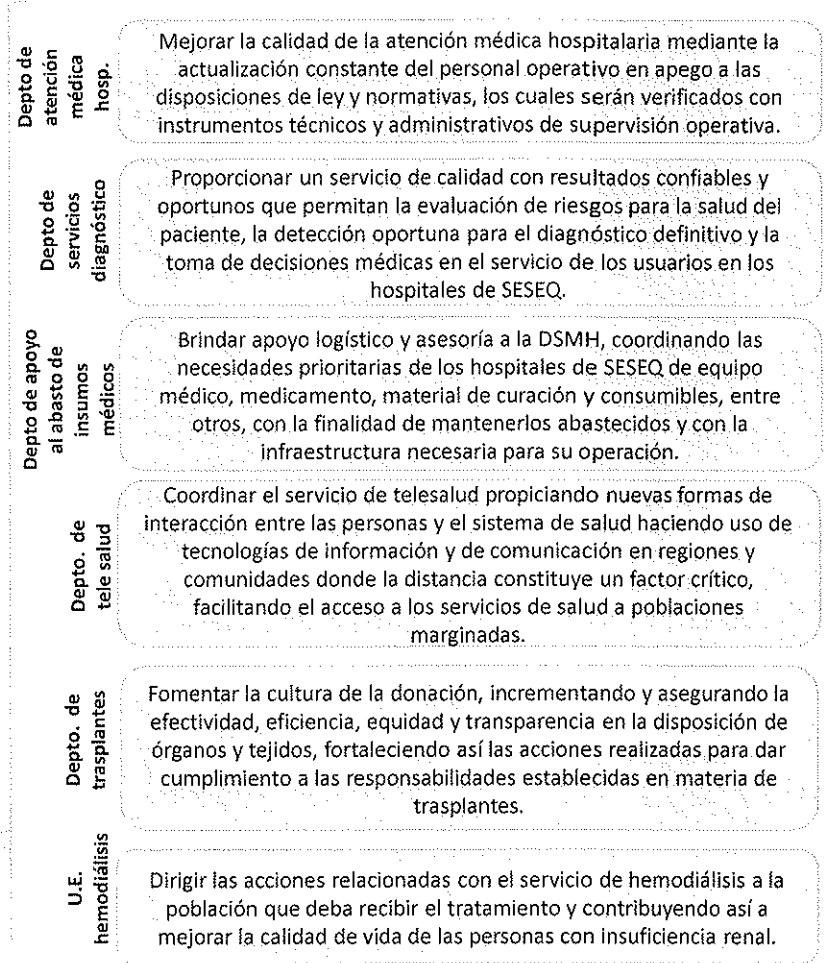 Depto de
atención
médica
hosp.
Mejorar la calidad de la atención médica hospitalaria mediante la
actualización constante del personal operativo en apego a las
disposiciones de ley y normativas, los cuales serán verificados con
instrumentos técnicos y administrativos de supervisión operativa.
Depto de
servicios
diagnóstico
Proporcionar un servicio de calidad con resultados confiables y
oportunos que permitan la evaluación de riesgos para la salud del
paciente, la detección oportuna para el diagnóstico definitivo y la
toma de decisiones médicas en el servicio de los usuarios en los
hospitales de SESEQ.
Depto de apoyo
al abasto de
insumos
médicos
Brindar apoyo logístico y asesoría a la DSMH, coordinando las
necesidades prioritarias de los hospitales de SESEQ de equipo
médico, medicamento, material de curación y consumibles, entre
otros, con la finalidad de mantenerlos abastecidos y con la
infraestructura necesaria para su operación.
Depto. de
tele salud
Coordinar el servicio de telesalud propiciando nuevas formas de
interacción entre las personas y el sistema de salud haciendo uso de
tecnologías de información y de comunicación en regiones y
comunidades donde la distancia constituye un factor crítico,
facilitando el acceso a los servicios de salud a poblaciones
marginadas.
Depto. de
trasplantes
Fomentar la cultura de la donación, incrementando y asegurando la
efectividad, eficiencia, equidad y transparencia en la disposición de
órganos y tejidos, fortaleciendo así las acciones realizadas para dar
cumplimiento a las responsabilidades establecidas en materia de
trasplantes.
U.E.
hemodiálisis
Dirigir las acciones relacionadas con el servicio de hemodiálisis a la
población que deba recibir el tratamiento y contribuyendo así a
mejorar la calidad de vida de las personas con insuficiencia renal.